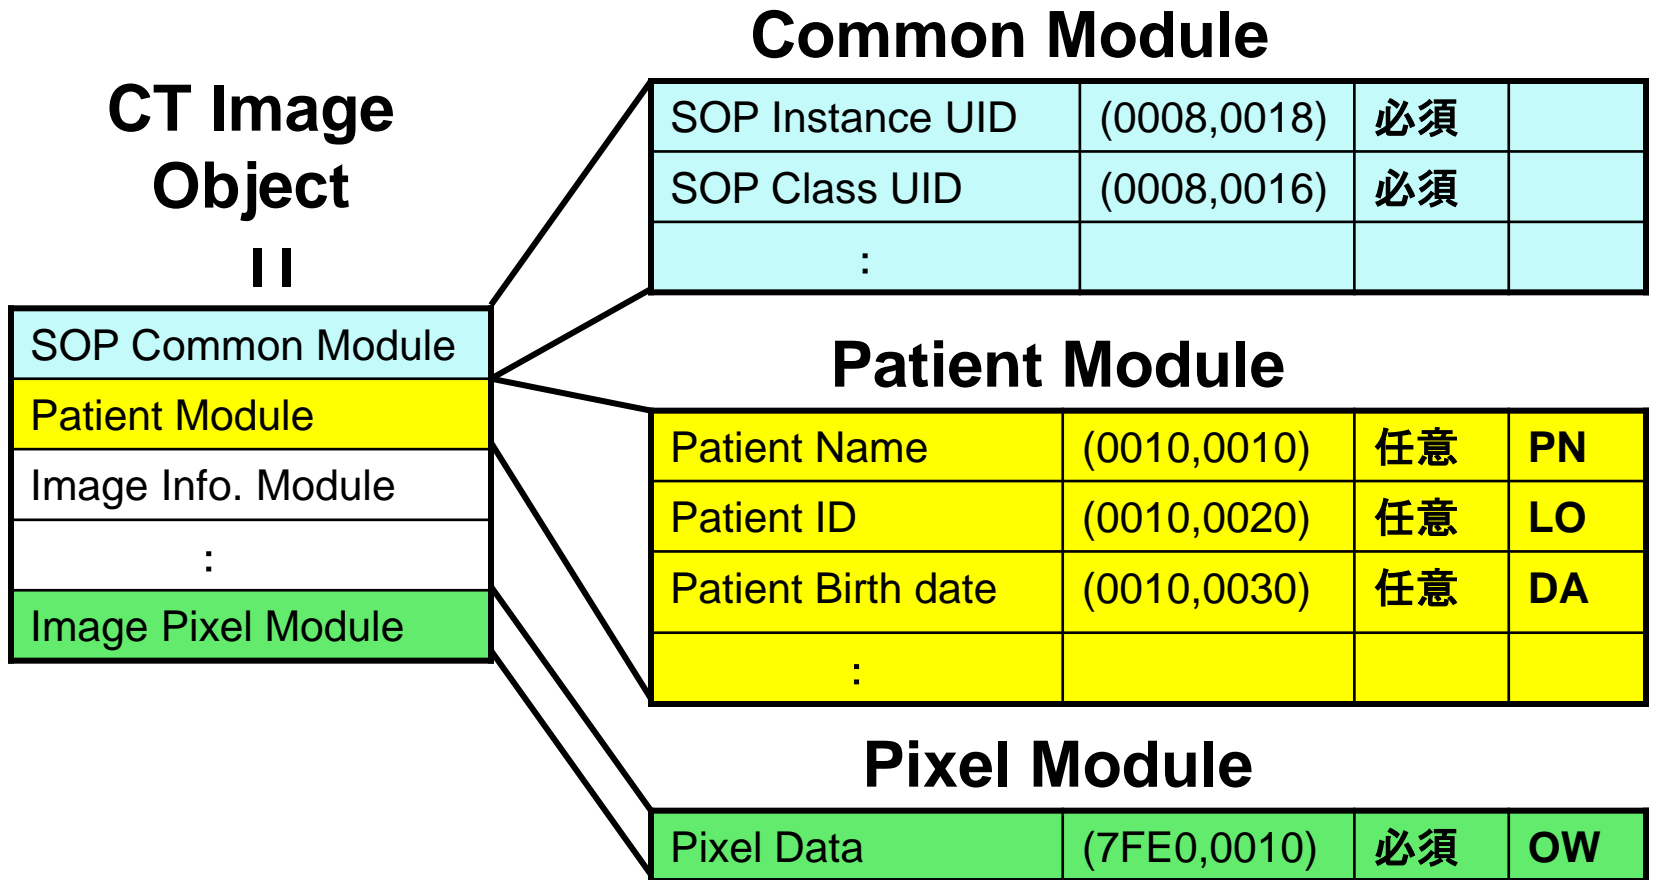 CT Image
Object
=
SOP Common Module
Patient Module
Image Info. Module
:
Image Pixel Module
Common Module
SOP Instance UID (0008,0018) 必須
SOP Class UID (0008,0016) 必須
:
Patient Module
Patient Name (0010,0010) 任意 PN
Patient ID (0010,0020) 任意 LO
Patient Birth date (0010,0030) 任意 DA
:
Pixel Module
Pixel Data (7FE0,0010) 必須 OW